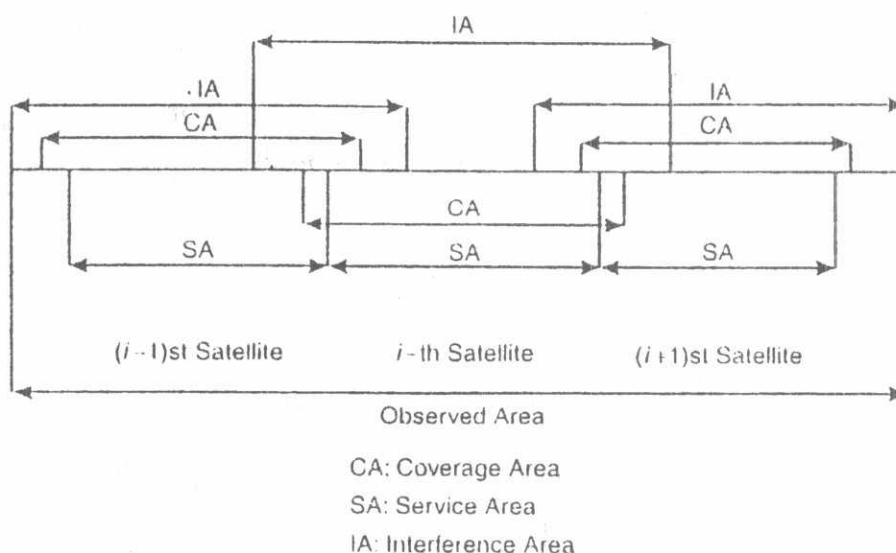 IA
IA
IA
CA
CA
CA
SA
SA
SA
(i-1)st Satellite
i-th Satellite
(i+1)st Satellite
Observed Area
CA: Coverage Area
SA: Service Area
IA: Interference Area